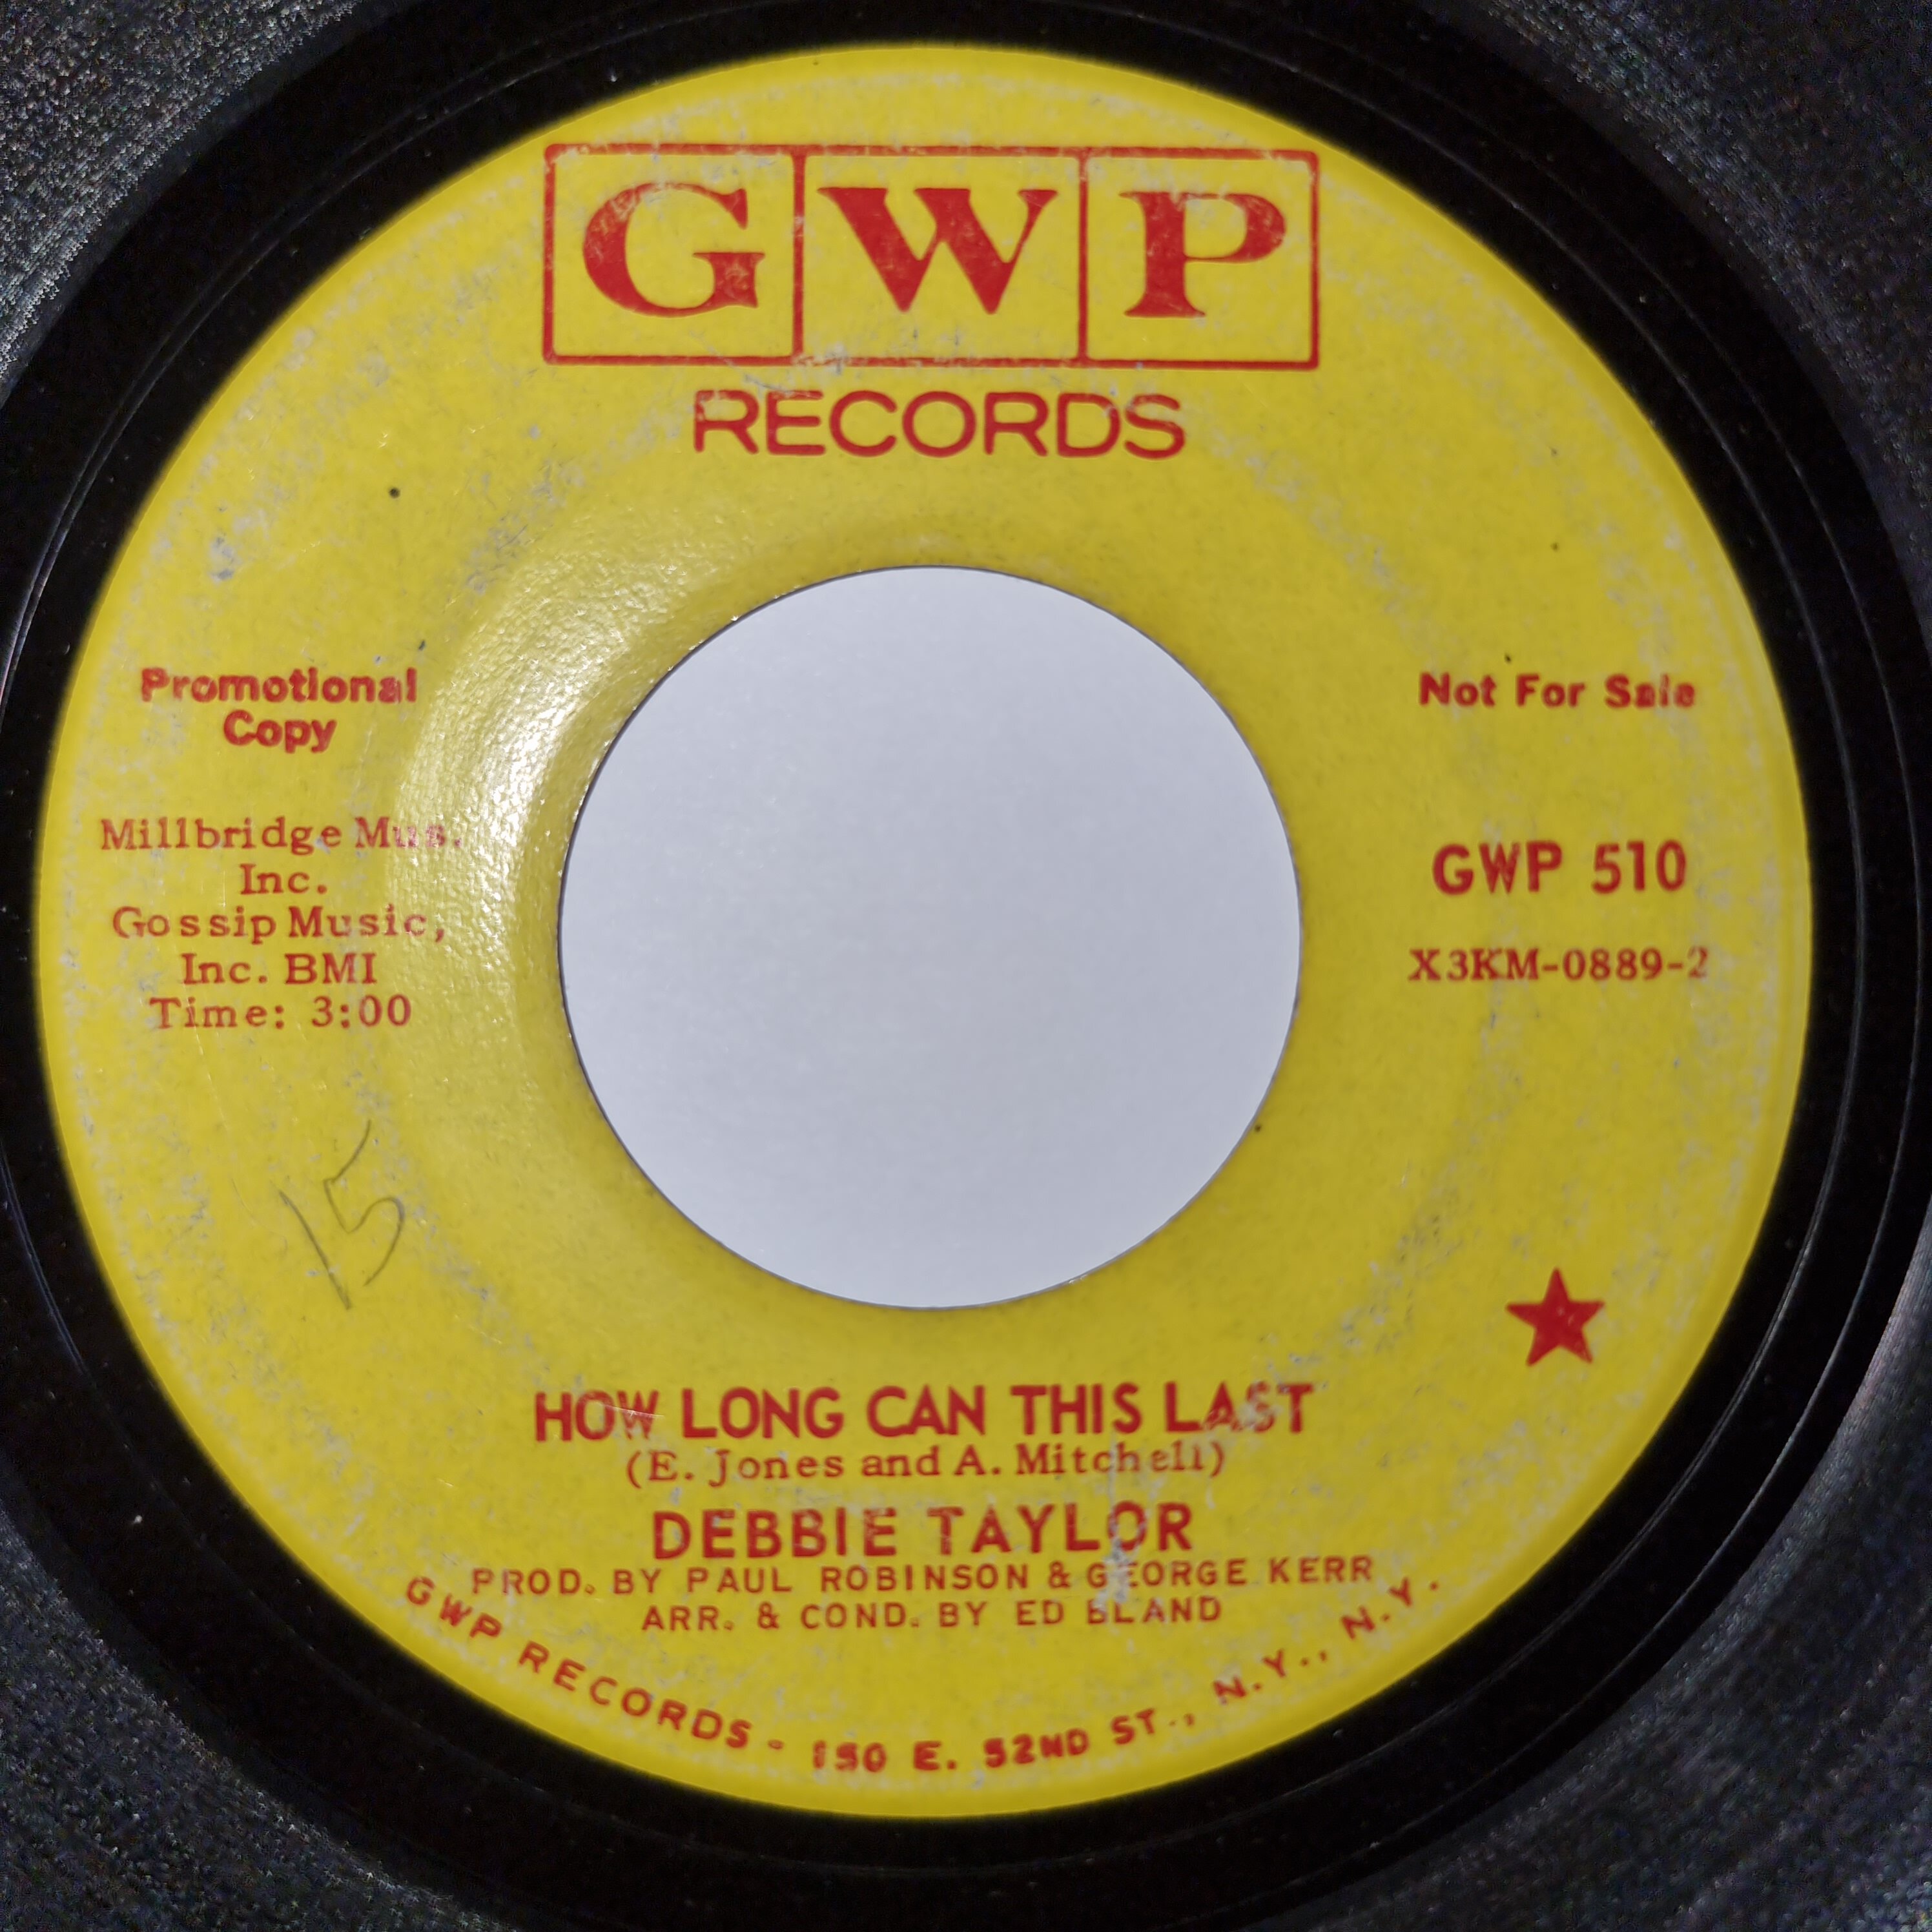 GWP
RECORDS
Promotional
Copy
Not For Sale
Millbridge Mus.
Inc.
Gossip Music,
Inc. BMI
Time: 3:00
GWP 510
X3KM-0889-2
15
HOW LONG CAN THIS LAST
(E. Jones and A. Mitchell)
DEBBIE TAYLOR
PROD. BY PAUL ROBINSON & GEORGE KERR
ARR. & COND. BY ED BLAND
GWP RECORDS - 150 E. 52ND ST., N.Y., N.Y.